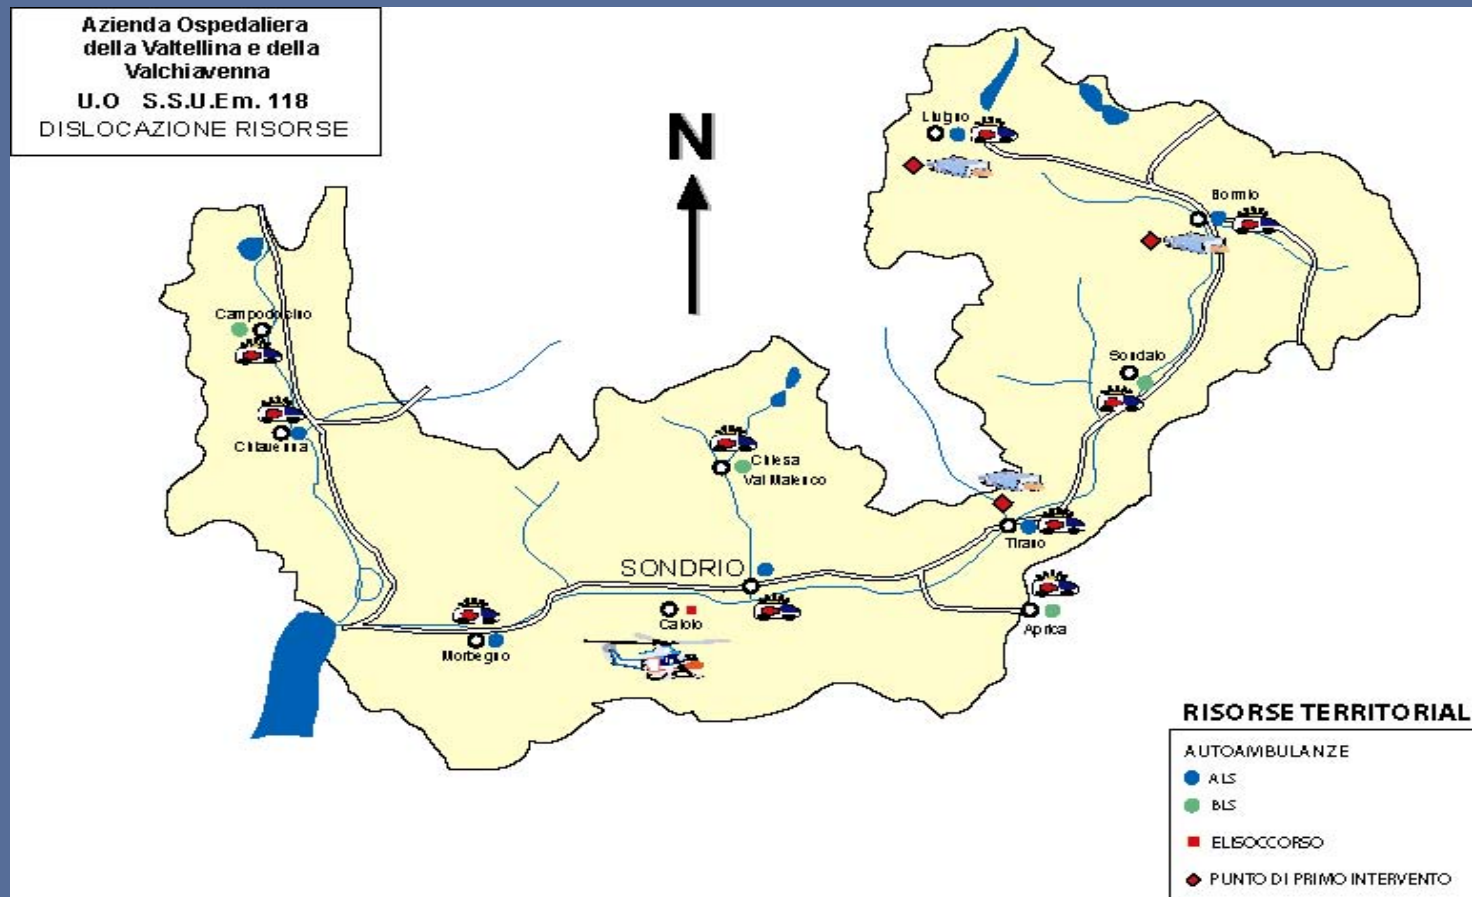 Azienda Ospedaliera
della Valtellina e della
Valchiavenna
U.O S.S.U.Em. 118
DISLOCAZIONE RISORSE
N
Livigno
Bormio
Campodolcino
Sondalo
Chiavenna
Chiesa
Val Malenco
Tirano
SONDRIO
Caiolo
Aprica
Morbegno
RISORSE TERRITORIAL
AUTOAMBULANZE
ALS
BLS
ELISOCCORSO
PUNTO DI PRIMO INTERVENTO